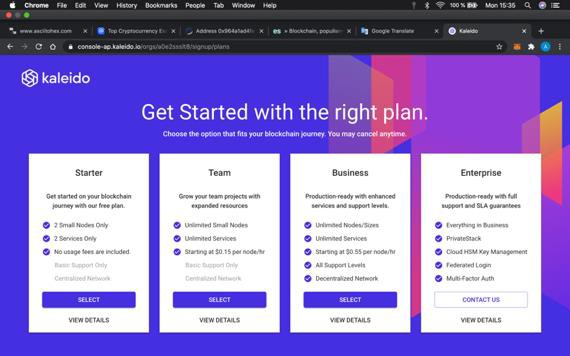 Chrome File Edit View History Bookmarks People Tab Window Help 100 % Mon 15:35
www.asciitohex.com
Top Cryptocurrency Ex
Address 0x964a1ad4f
» Blockchain, populism
Google Translate
Kaleido
console-ap.kaleido.io/orgs/a0e2sssit8/signup/plans
kaleido
Get Started with the right plan.
Choose the option that fits your blockchain journey. You may cancel anytime.
Starter
Get started on your blockchain
journey with our free plan.
2 Small Nodes Only
2 Services Only
No usage fees are included.
Basic Support Only
Centralized Network
SELECT
VIEW DETAILS
Team
Grow your team projects with
expanded resources
Unlimited Small Nodes
Unlimited Services
Starting at $0.15 per node/hr
Basic Support Only
Centralized Network
SELECT
VIEW DETAILS
Business
Production-ready with enhanced
services and support levels.
Unlimited Nodes/Sizes
Unlimited Services
Starting at $0.55 per node/hr
All Support Levels
Decentralized Network
SELECT
VIEW DETAILS
Enterprise
Production-ready with full
support and SLA guarantees
Everything in Business
PrivateStack
Cloud HSM Key Management
Federated Login
Multi-Factor Auth
CONTACT US
VIEW DETAILS